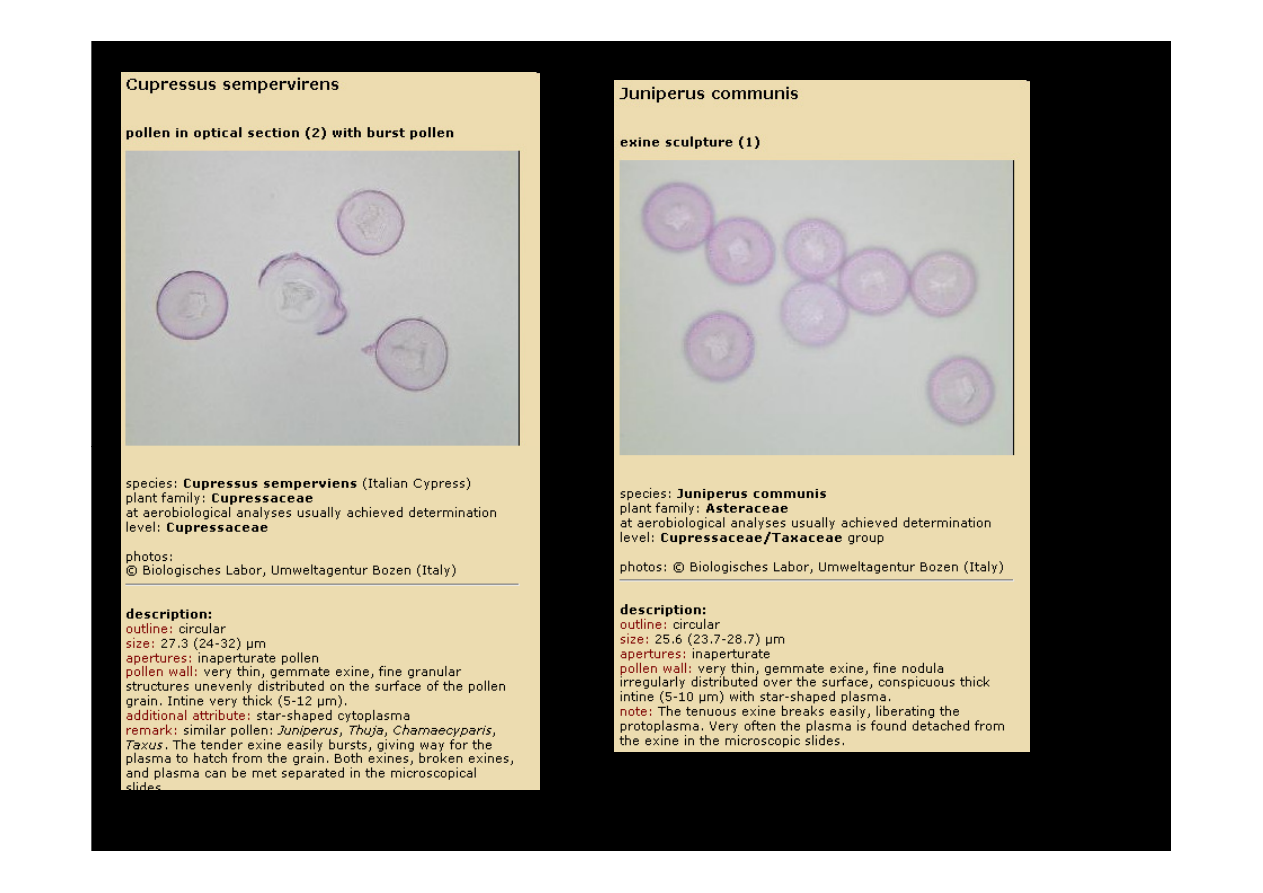 Cupressus sempervirens
pollen in optical section (2) with burst pollen
species: Cupressus semperviens (Italian Cypress)
plant family: Cupressaceae
at aerobiological analyses usually achieved determination
level: Cupressaceae
photos:
© Biologisches Labor, Umweltagentur Bozen (Italy)
description:
outline: circular
size: 27.3 (24-32) µm
apertures: inaperturate pollen
pollen wall: very thin, gemmate exine, fine granular
structures unevenly distributed on the surface of the pollen
grain. Intine very thick (5-12 µm).
additional attribute: star-shaped cytoplasma
remark: similar pollen: Juniperus, Thuja, Chamaecyparis,
Taxus. The tender exine easily bursts, giving way for the
plasma to hatch from the grain. Both exines, broken exines,
and plasma can be met separated in the microscopical
slides
Juniperus communis
exine sculpture (1)
species: Juniperus communis
plant family: Asteraceae
at aerobiological analyses usually achieved determination
level: Cupressaceae/Taxaceae group
photos: © Biologisches Labor, Umweltagentur Bozen (Italy)
description:
outline: circular
size: 25.6 (23.7-28.7) µm
apertures: inaperturate
pollen wall: very thin, gemmate exine, fine nodula
irregularly distributed over the surface, conspicuous thick
intine (5-10 µm) with star-shaped plasma.
note: The tenuous exine breaks easily, liberating the
protoplasma. Very often the plasma is found detached from
the exine in the microscopic slides.